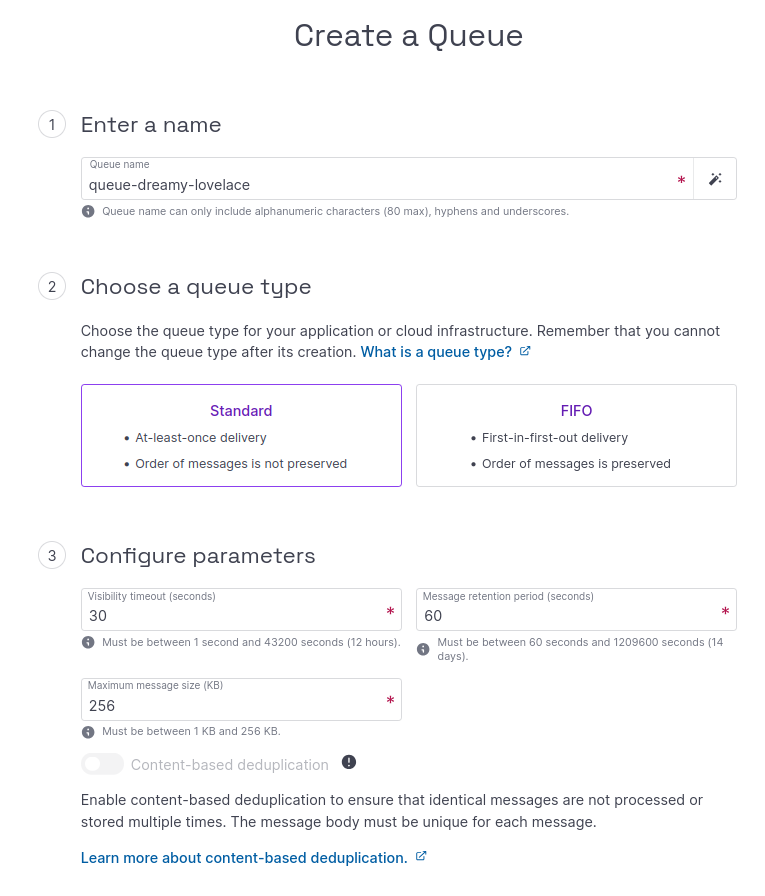 Create a Queue
1
Enter a name
Queue name
queue-dreamy-lovelace
*
Queue name can only include alphanumeric characters (80 max), hyphens and underscores.
2
Choose a queue type
Choose the queue type for your application or cloud infrastructure. Remember that you cannot
change the queue type after its creation. What is a queue type?
Standard
• At-least-once delivery
• Order of messages is not preserved
FIFO
• First-in-first-out delivery
• Order of messages is preserved
3
Configure parameters
Visibility timeout (seconds)
30
*
Must be between 1 second and 43200 seconds (12 hours).
Message retention period (seconds)
60
*
Must be between 60 seconds and 1209600 seconds (14
days).
Maximum message size (KB)
256
*
Must be between 1 KB and 256 KB.
Content-based deduplication
Enable content-based deduplication to ensure that identical messages are not processed or
stored multiple times. The message body must be unique for each message.
Learn more about content-based deduplication.